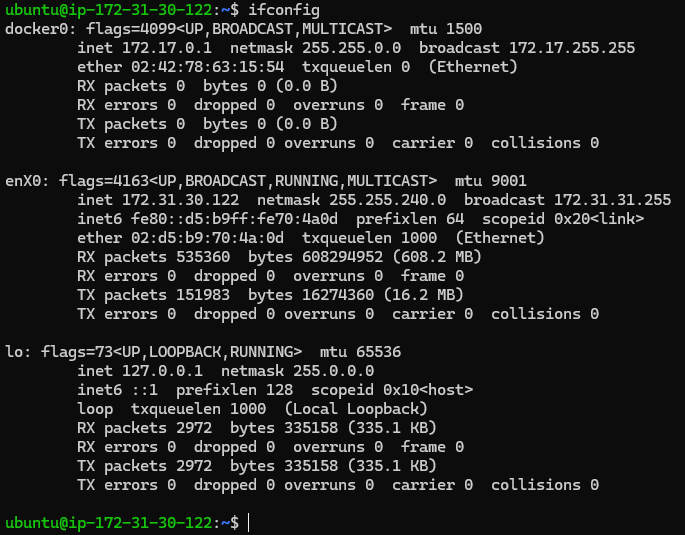 ubuntu@ip-172-31-30-122:~$ ifconfig
docker0: flags=4099<UP,BROADCAST,MULTICAST>  mtu 1500
        inet 172.17.0.1  netmask 255.255.0.0  broadcast 172.17.255.255
        ether 02:42:78:63:15:54  txqueuelen 0  (Ethernet)
        RX packets 0  bytes 0 (0.0 B)
        RX errors 0  dropped 0  overruns 0  frame 0
        TX packets 0  bytes 0 (0.0 B)
        TX errors 0  dropped 0 overruns 0  carrier 0  collisions 0

enX0: flags=4163<UP,BROADCAST,RUNNING,MULTICAST>  mtu 9001
        inet 172.31.30.122  netmask 255.255.240.0  broadcast 172.31.31.255
        inet6 fe80::d5:b9ff:fe70:4a0d  prefixlen 64  scopeid 0x20<link>
        ether 02:d5:b9:70:4a:0d  txqueuelen 1000  (Ethernet)
        RX packets 535360  bytes 608294952 (608.2 MB)
        RX errors 0  dropped 0  overruns 0  frame 0
        TX packets 151983  bytes 16274360 (16.2 MB)
        TX errors 0  dropped 0 overruns 0  carrier 0  collisions 0

lo: flags=73<UP,LOOPBACK,RUNNING>  mtu 65536
        inet 127.0.0.1  netmask 255.0.0.0
        inet6 ::1  prefixlen 128  scopeid 0x10<host>
        loop  txqueuelen 1000  (Local Loopback)
        RX packets 2972  bytes 335158 (335.1 KB)
        RX errors 0  dropped 0  overruns 0  frame 0
        TX packets 2972  bytes 335158 (335.1 KB)
        TX errors 0  dropped 0 overruns 0  carrier 0  collisions 0

ubuntu@ip-172-31-30-122:~$